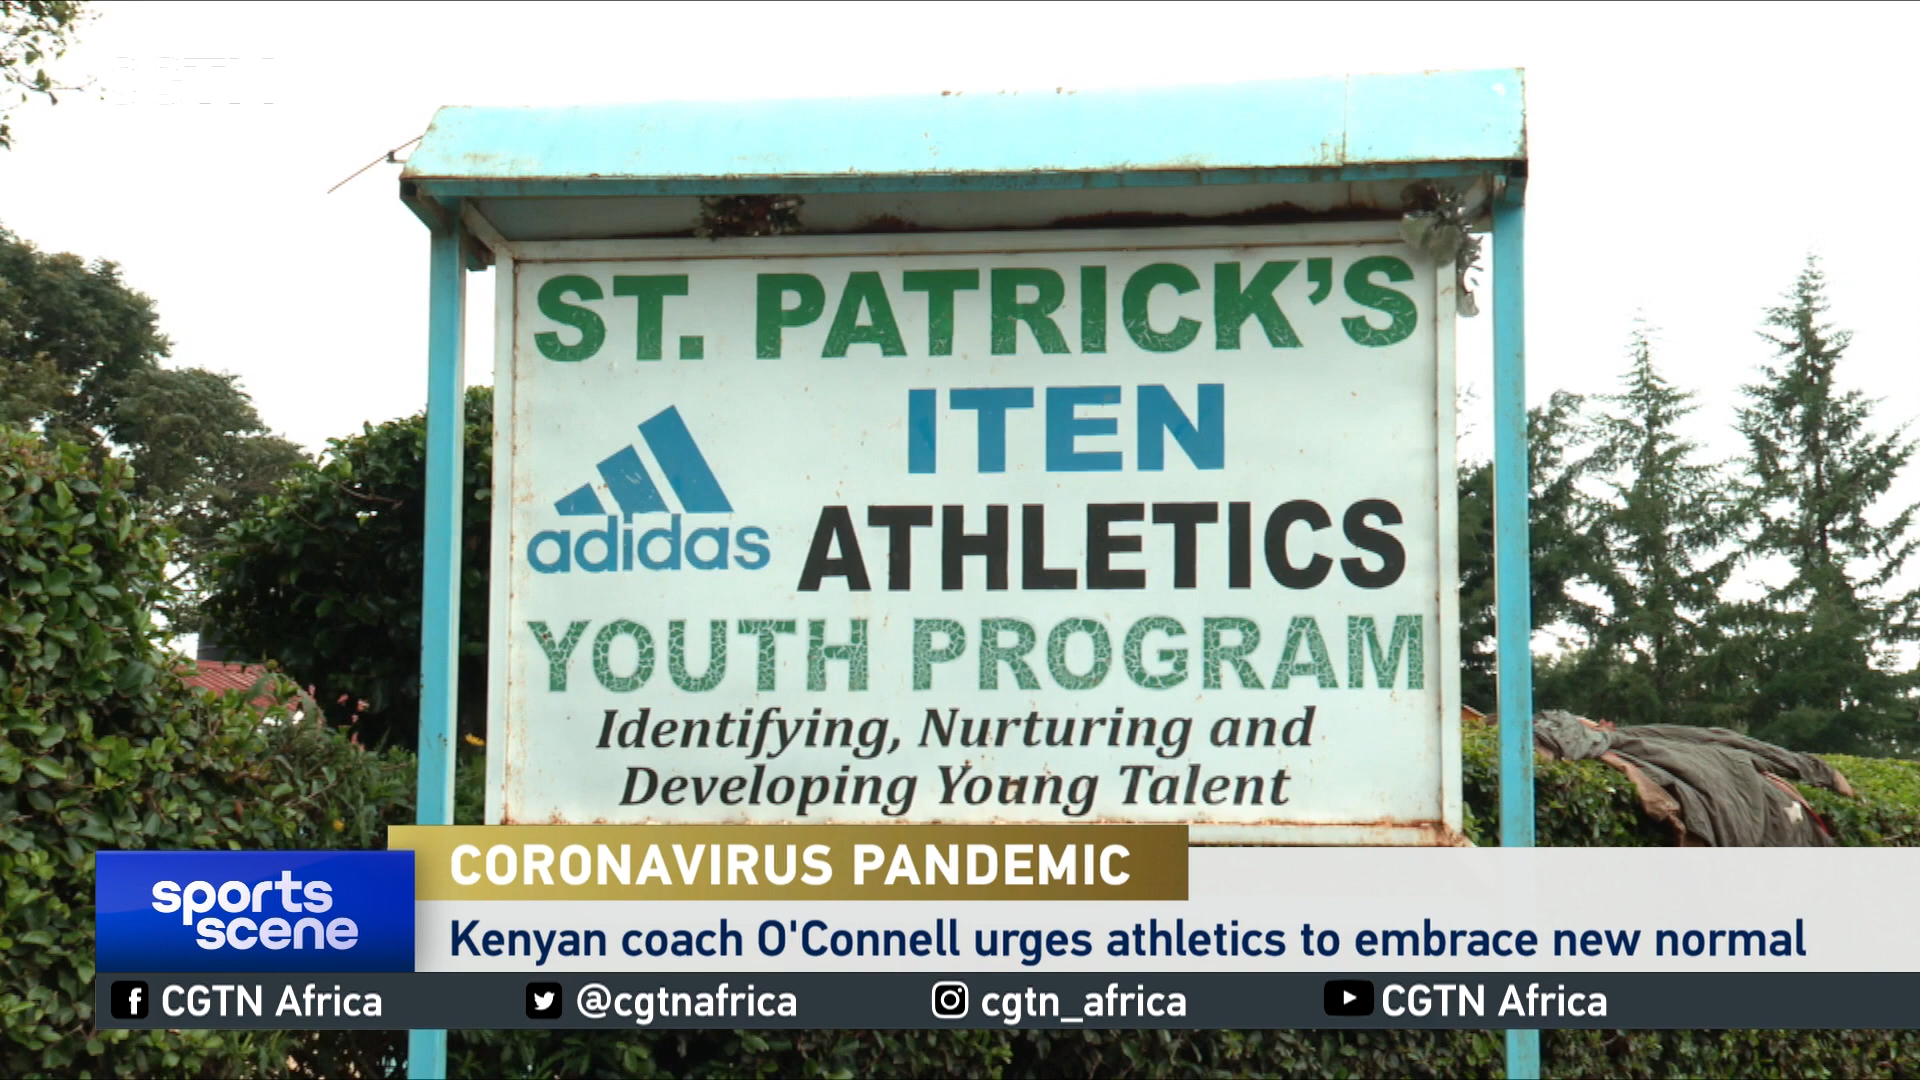 ST. PATRICK'S
ITEN
adidas
ATHLETICS
YOUTH PROGRAM
Identifying, Nurturing and
Developing Young Talent
CORONAVIRUS PANDEMIC
sports
scene
Kenyan coach O'Connell urges athletics to embrace new normal
CGTN Africa
@cgtnafrica
cgtn_africa
CGTN Africa